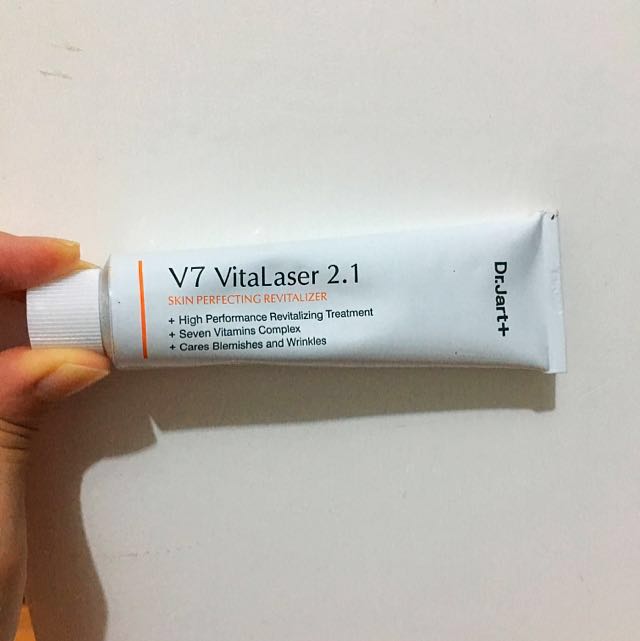 V7 VitaLaser 2.1
SKIN PERFECTING REVITALIZER
+ High Performance Revitalizing Treatment
+ Seven Vitamins Complex
+ Cares Blemishes and Wrinkles
Dr.Jart+